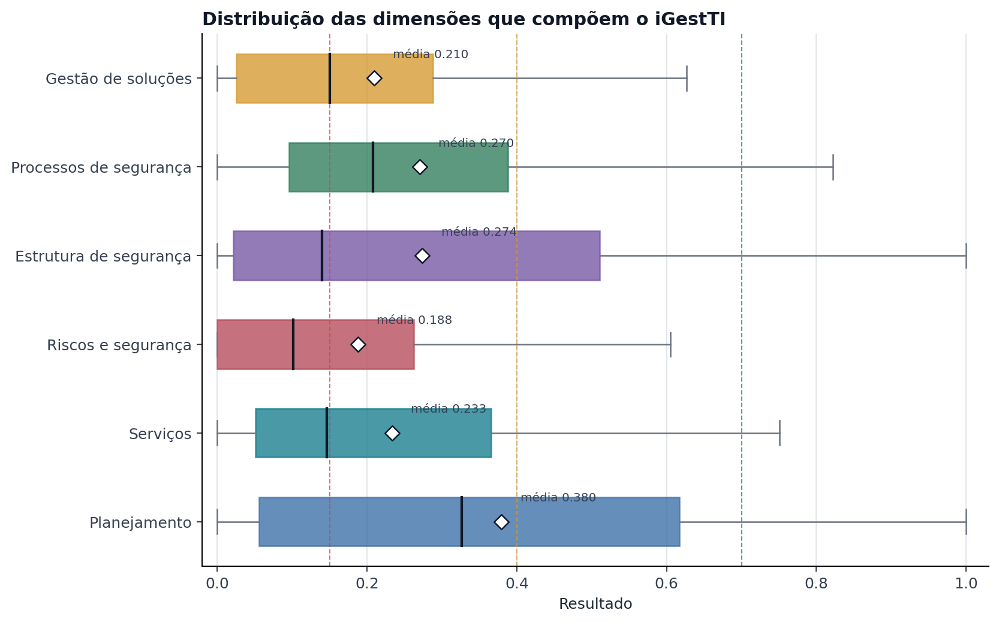 Distribuição das dimensões que compõem o iGestTI
Gestão de soluções
média 0.210
Processos de segurança
média 0.270
Estrutura de segurança
média 0.274
Riscos e segurança
média 0.188
Serviços
média 0.233
Planejamento
média 0.380
0.0 0.2 0.4 0.6 0.8 1.0
Resultado